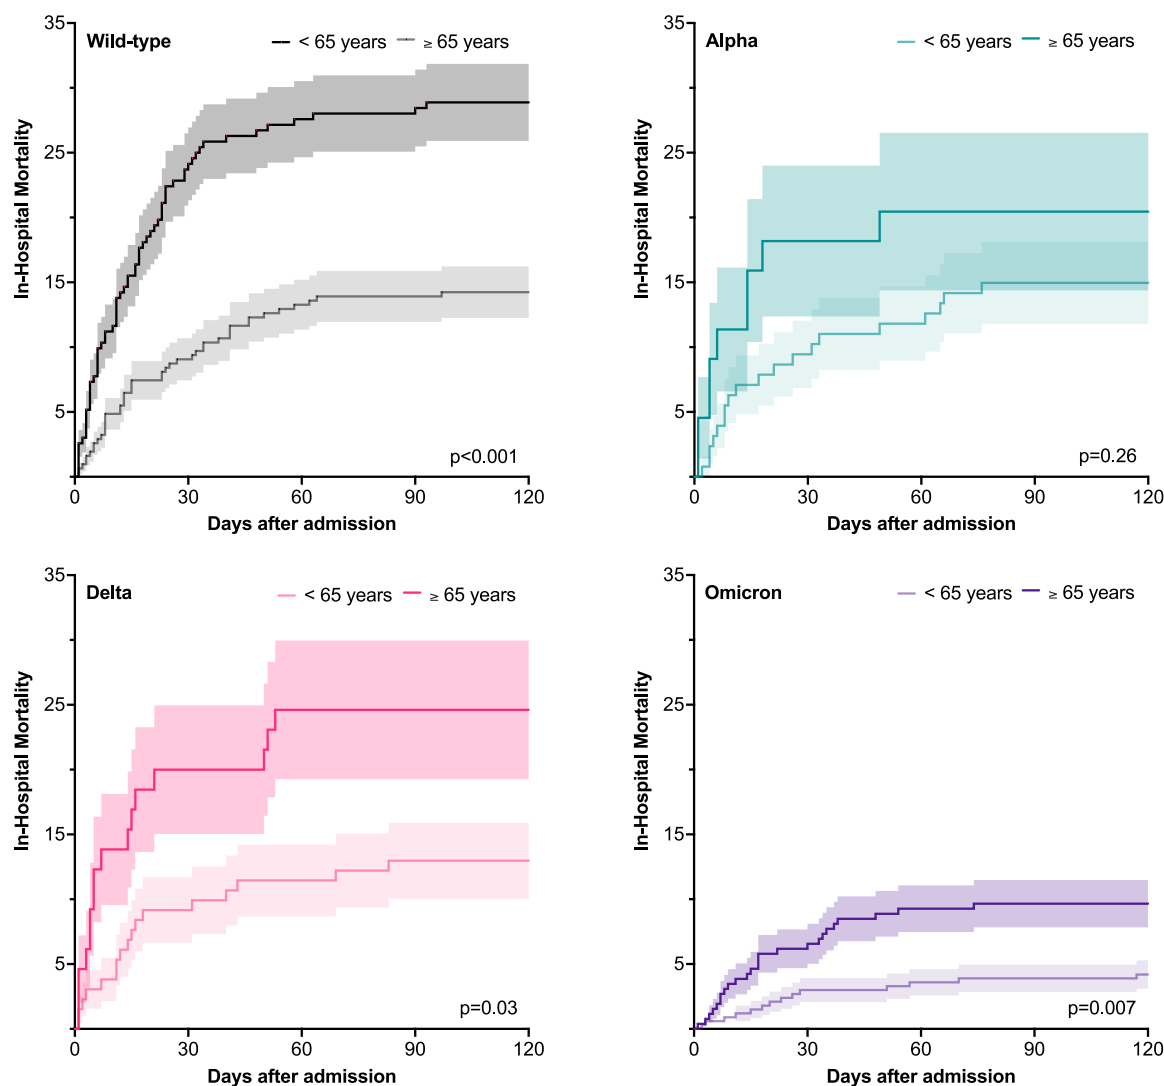 Wild-type
< 65 years ≥ 65 years
35
25
15
5
In-Hospital Mortality
p<0.001
0 30 60 90 120
Days after admission
Alpha
< 65 years ≥ 65 years
35
25
15
5
In-Hospital Mortality
p=0.26
0 30 60 90 120
Days after admission
Delta
< 65 years ≥ 65 years
35
25
15
5
In-Hospital Mortality
p=0.03
0 30 60 90 120
Days after admission
Omicron
< 65 years ≥ 65 years
35
25
15
5
In-Hospital Mortality
p=0.007
0 30 60 90 120
Days after admission